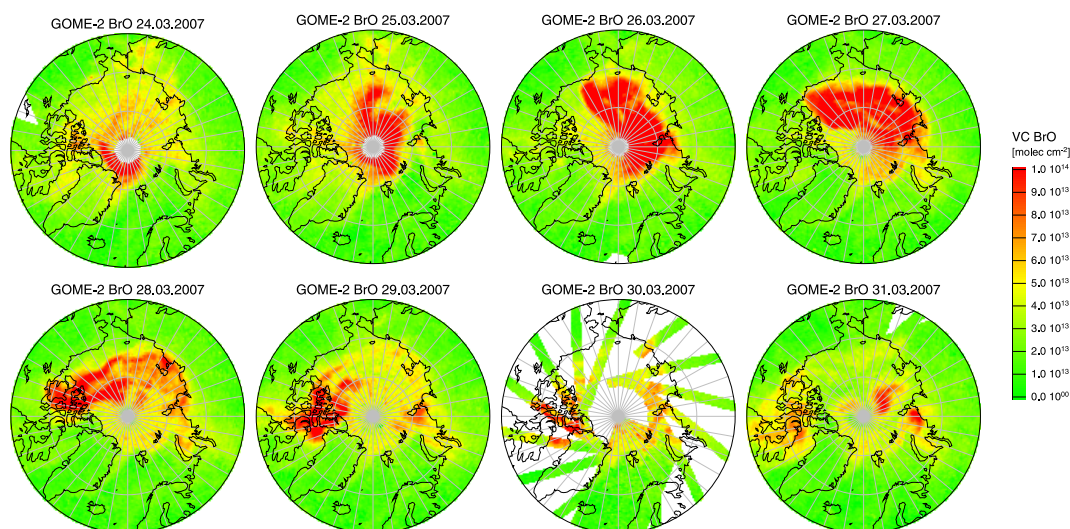 GOME-2 BrO 24.03.2007
GOME-2 BrO 25.03.2007
GOME-2 BrO 26.03.2007
GOME-2 BrO 27.03.2007
VC BrO
[molec cm⁻²]
1.0 10¹⁴
9.0 10¹³
8.0 10¹³
7.0 10¹³
6.0 10¹³
5.0 10¹³
4.0 10¹³
3.0 10¹³
2.0 10¹³
1.0 10¹³
0.0 10⁰⁰
GOME-2 BrO 28.03.2007
GOME-2 BrO 29.03.2007
GOME-2 BrO 30.03.2007
GOME-2 BrO 31.03.2007